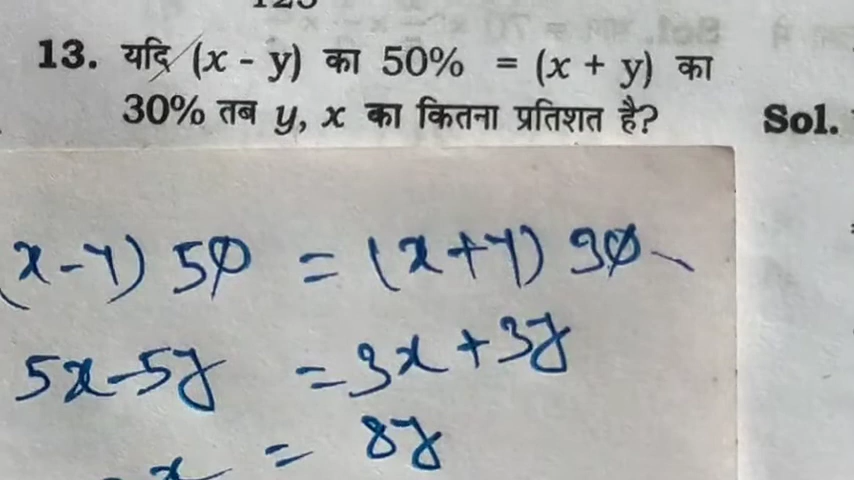 13. यदि (x - y) का 50% = (x + y) का
30% तब y, x का कितना प्रतिशत है?
Sol.
(x-y) 50 = (x+y) 30
5x-5y = 3x+3y
x = 8y